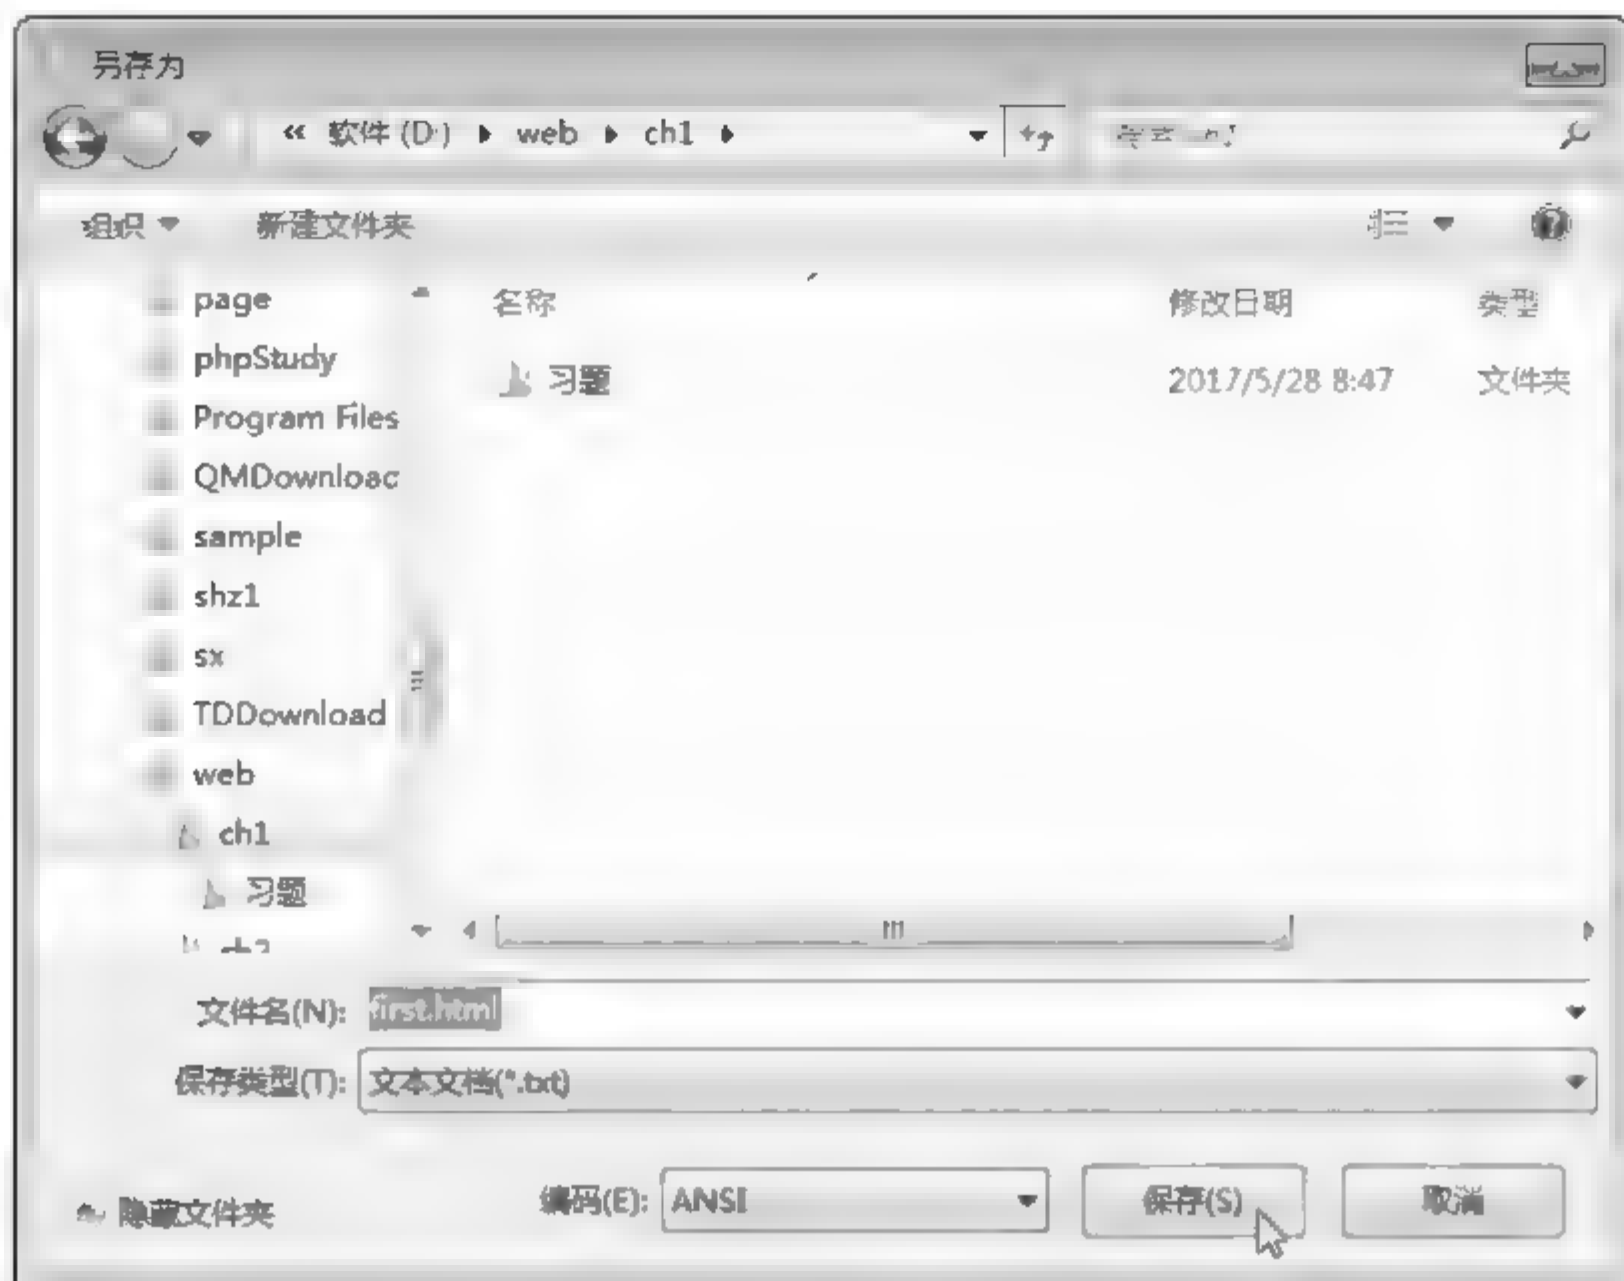 另存为
« 软件 (D:) ▸ web ▸ ch1 ▸
组织 新建文件夹
名称 修改日期 类型
习题 2017/5/28 8:47 文件夹
page
phpStudy
Program Files
QMDownloac
sample
shz1
sx
TDDownload
web
ch1
习题
文件名(N): first.html
保存类型(T): 文本文档(*.txt)
隐藏文件夹 编码(E): ANSI 保存(S) 取消